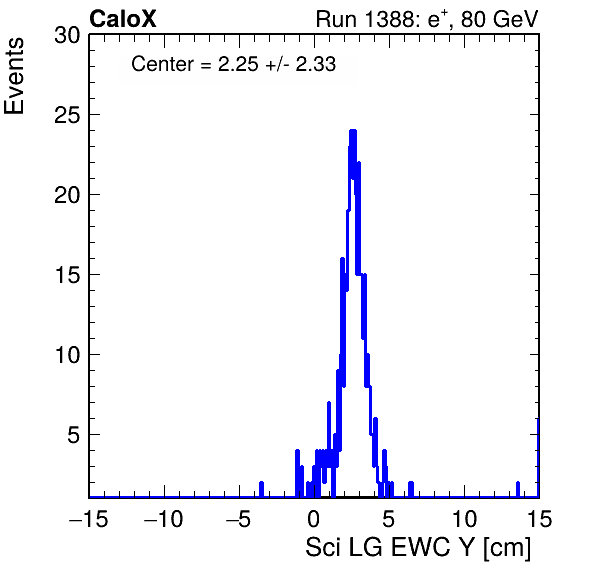 CaloX Run 1388: e⁺, 80 GeV
Center = 2.25 +/- 2.33
Events
30
25
20
15
10
5
−15 −10 −5 0 5 10 15
Sci LG EWC Y [cm]